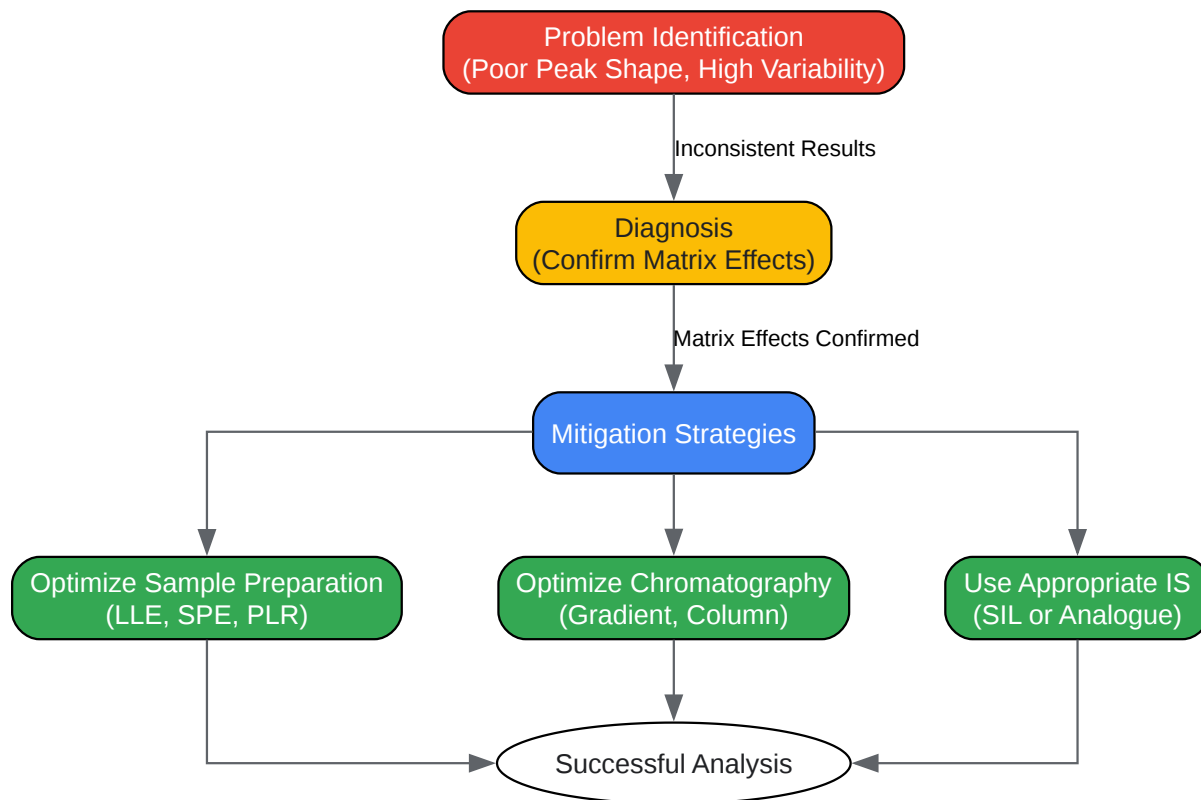 Problem Identification
(Poor Peak Shape, High Variability)
Inconsistent Results
Diagnosis
(Confirm Matrix Effects)
Matrix Effects Confirmed
Mitigation Strategies
Optimize Sample Preparation
(LLE, SPE, PLR)
Optimize Chromatography
(Gradient, Column)
Use Appropriate IS
(SIL or Analogue)
Successful Analysis